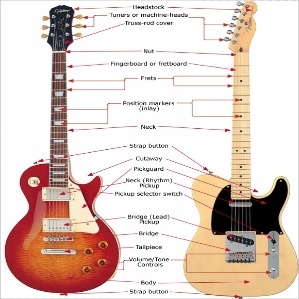 Headstock
Tuners or machine-heads
Truss-rod cover
Nut
Fingerboard or fretboard
Frets
Position markers
(inlay)
Neck
Strap button
Cutaway
Pickguard
Neck (Rhythm)
Pickup
Pickup selector switch
Bridge (Lead)
Pickup
Bridge
Tailpiece
Volume/Tone
Controls
Body
Strap button